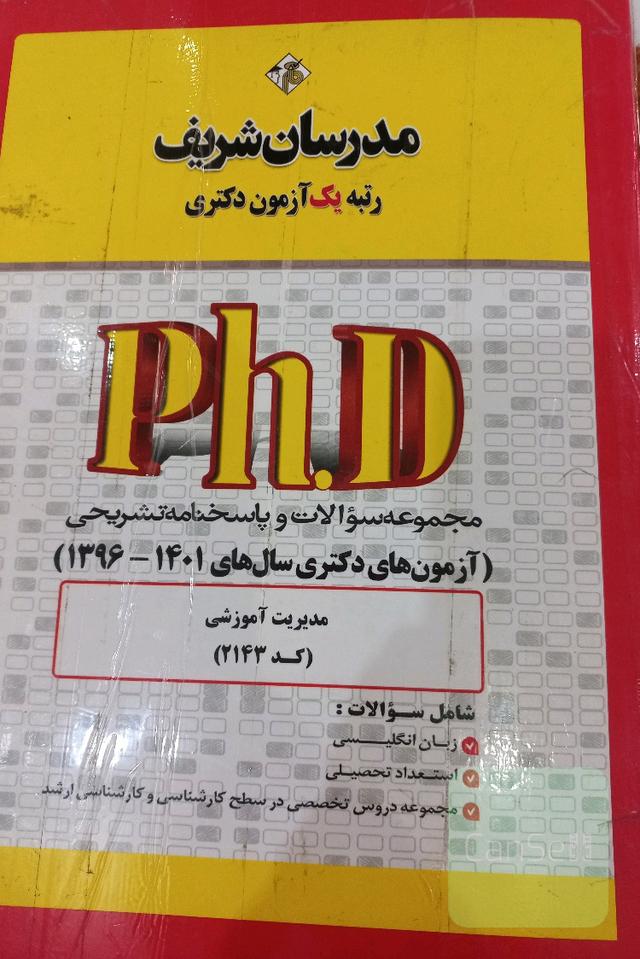 مدرسان شریف
رتبه یک آزمون دکتری
Ph.D
مجموعه سؤالات و پاسخنامه تشریحی
(آزمون‌های دکتری سال‌های ۱۴۰۱ - ۱۳۹۶)
مدیریت آموزشی
(کد ۲۱۴۳)
شامل سؤالات :
زبان انگلیسی
استعداد تحصیلی
مجموعه دروس تخصصی در سطح کارشناسی و کارشناسی ارشد
CanSell